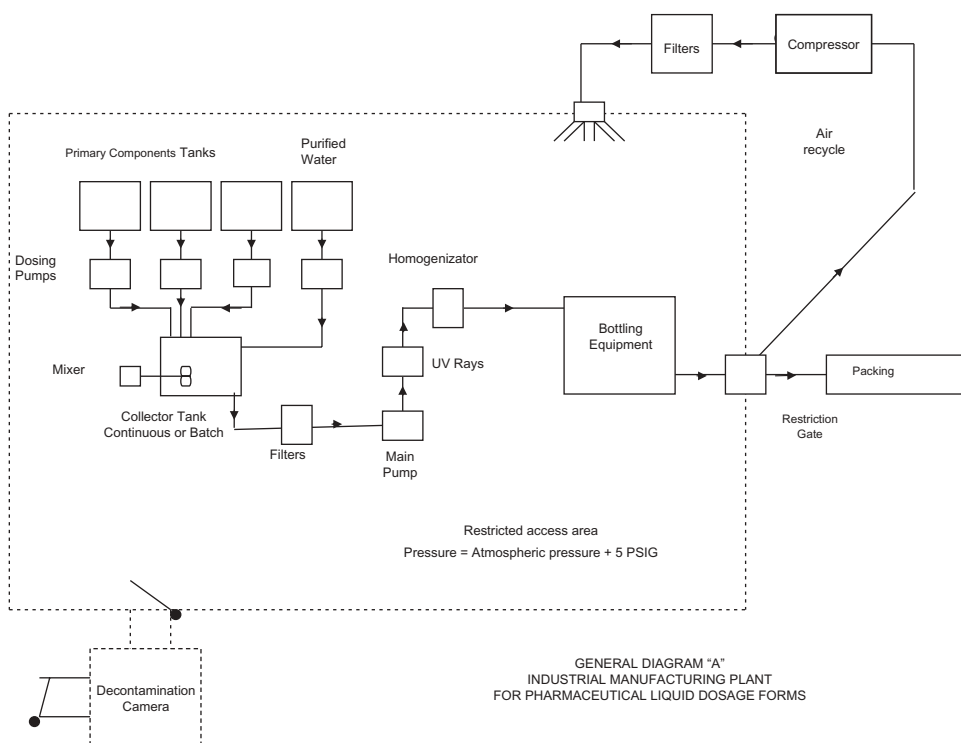 Filters
Compressor
Air
recycle
Primary Components Tanks
Purified
Water
Dosing
Pumps
Homogenizator
Bottling
Equipment
Mixer
UV Rays
Packing
Collector Tank
Continuous or Batch
Filters
Main
Pump
Restriction
Gate
Restricted access area
Pressure = Atmospheric pressure + 5 PSIG
Decontamination
Camera
GENERAL DIAGRAM “A”
INDUSTRIAL MANUFACTURING PLANT
FOR PHARMACEUTICAL LIQUID DOSAGE FORMS